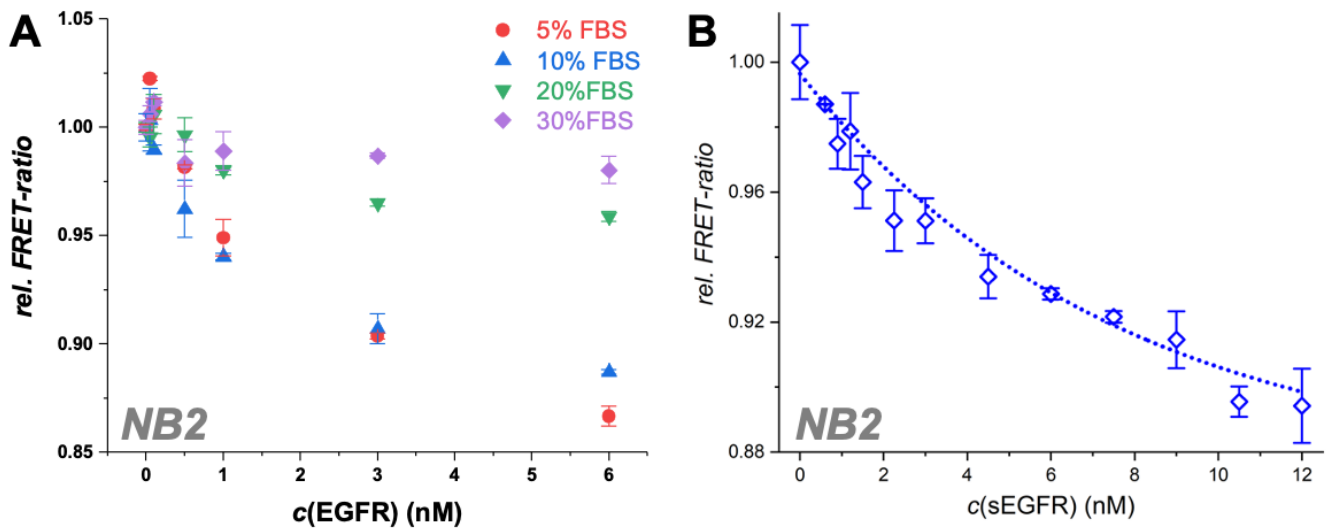 A
1.05
1.00
0.95
0.90
0.85
rel. FRET-ratio
5% FBS
10% FBS
20%FBS
30%FBS
NB2
0 1 2 3 4 5 6
c(EGFR) (nM)
B
1.00
0.96
0.92
0.88
rel. FRET-ratio
NB2
0 2 4 6 8 10 12
c(sEGFR) (nM)